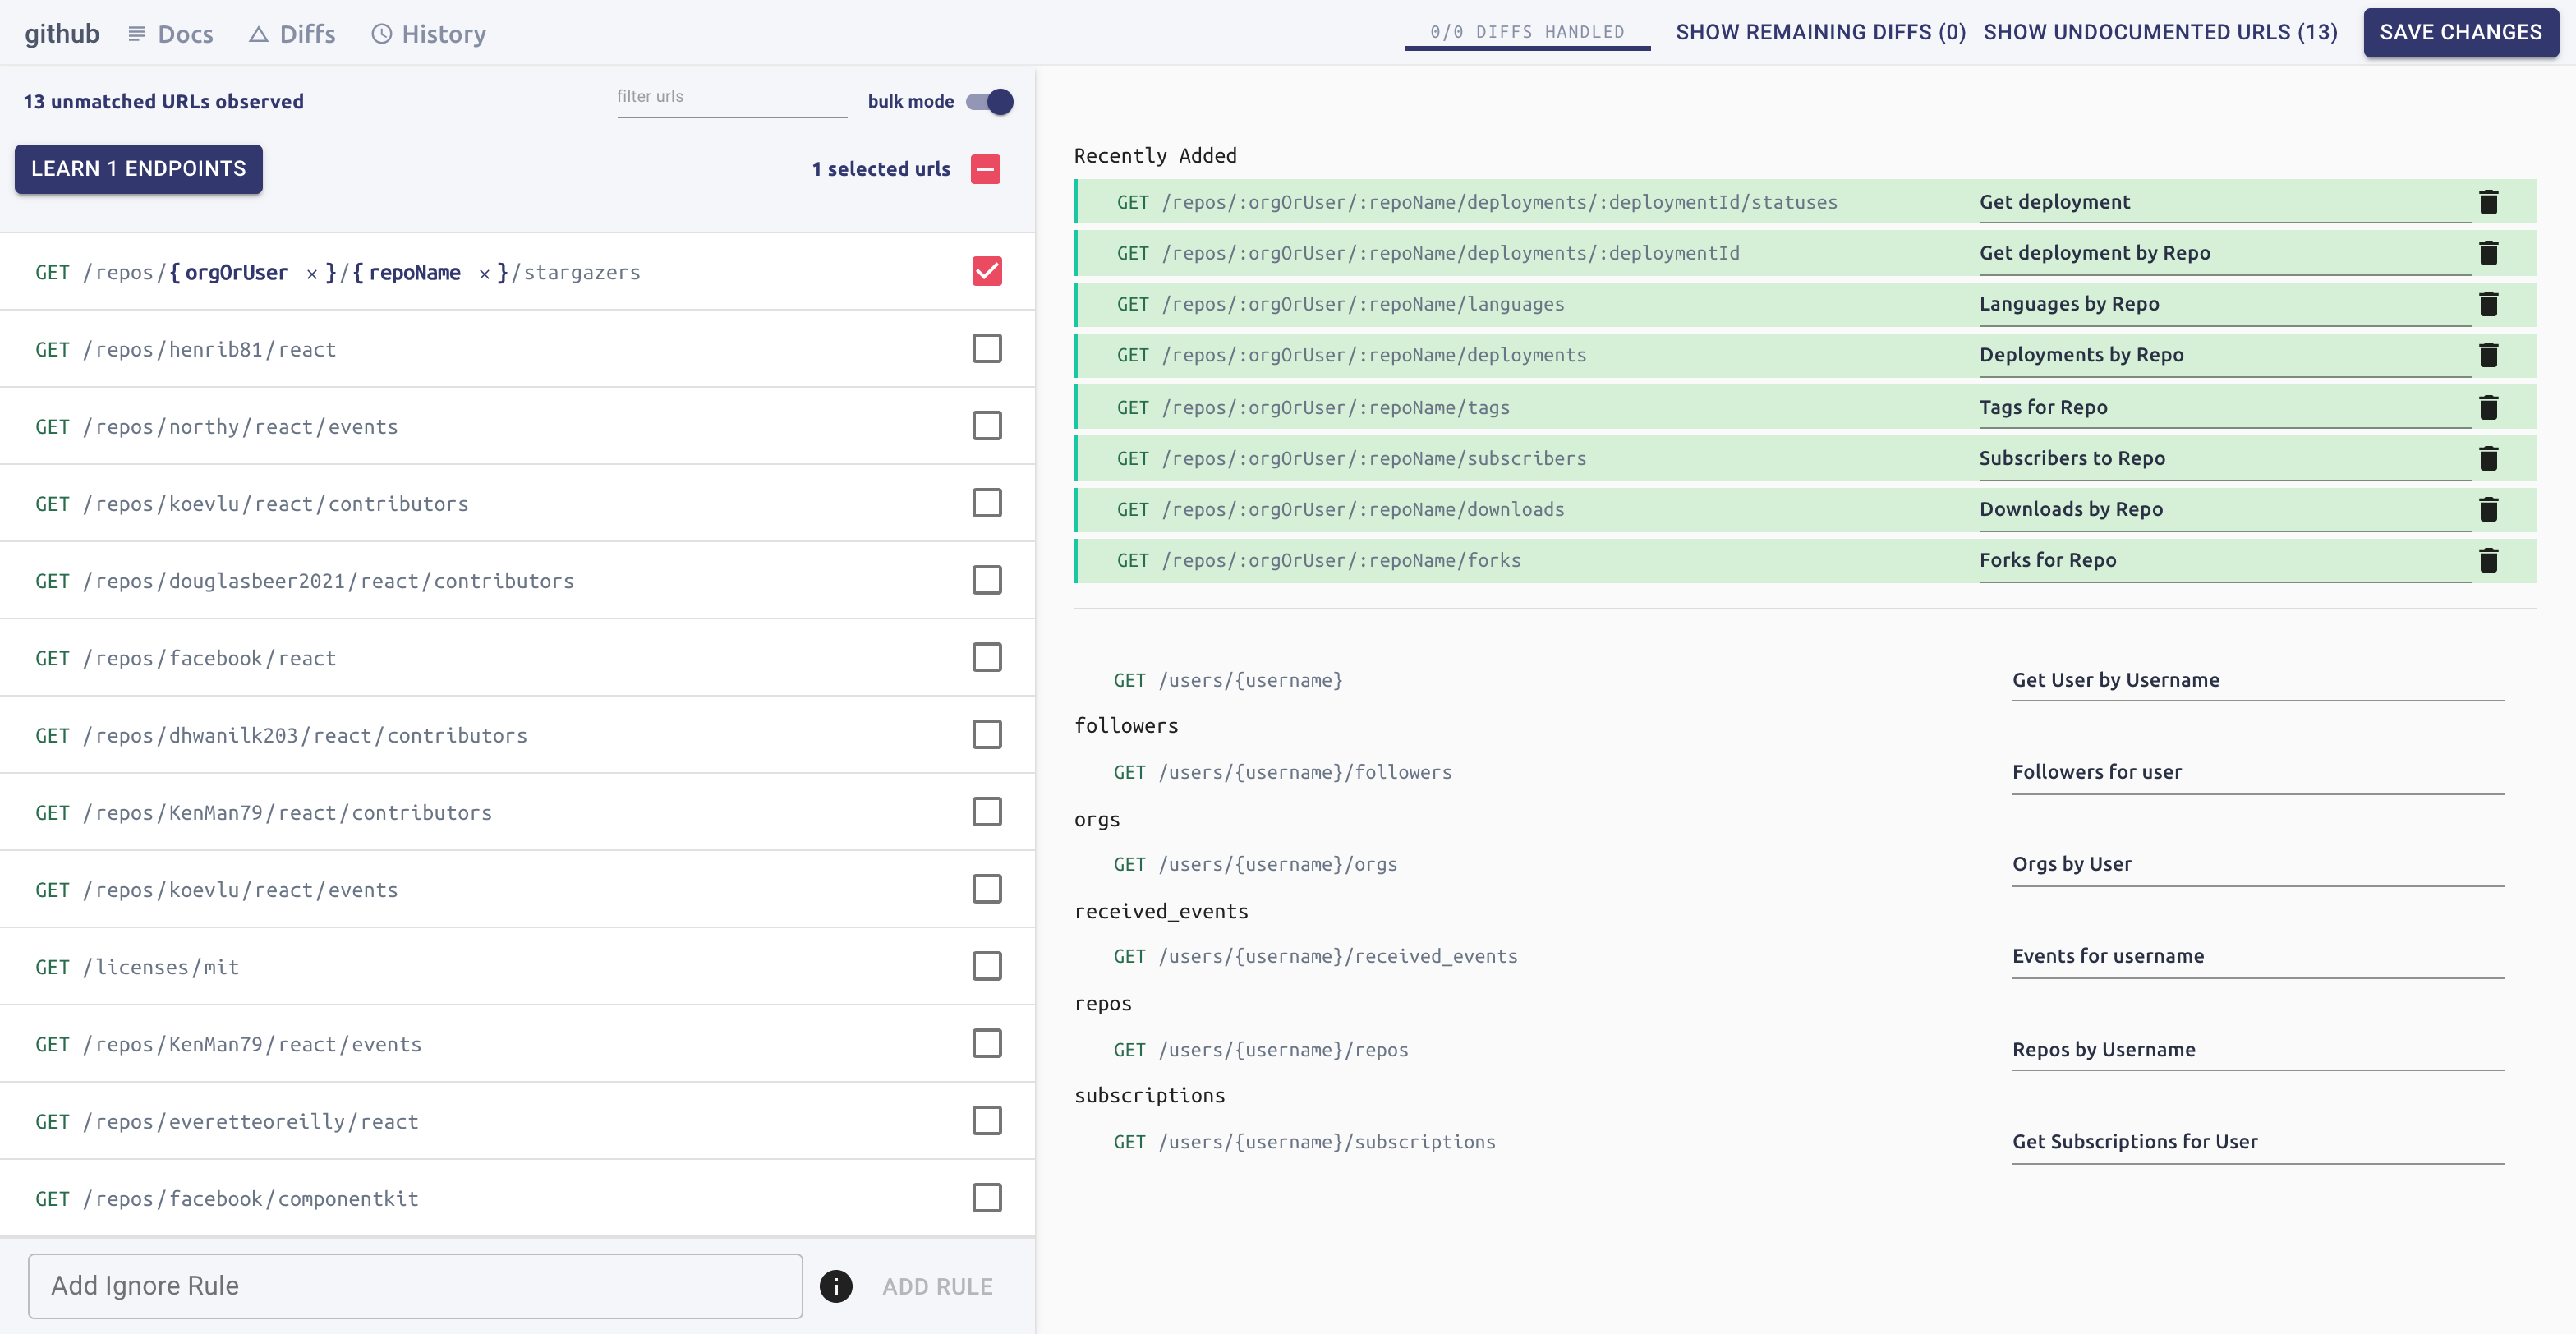 github Docs Diffs History 0/0 DIFFS HANDLED SHOW REMAINING DIFFS (0) SHOW UNDOCUMENTED URLS (13) SAVE CHANGES
13 unmatched URLs observed filter urls bulk mode
LEARN 1 ENDPOINTS 1 selected urls
GET /repos/{ orgOrUser × }/{ repoName × }/stargazers
GET /repos/henrib81/react
GET /repos/northy/react/events
GET /repos/koevlu/react/contributors
GET /repos/douglasbeer2021/react/contributors
GET /repos/facebook/react
GET /repos/dhwanilk203/react/contributors
GET /repos/KenMan79/react/contributors
GET /repos/koevlu/react/events
GET /licenses/mit
GET /repos/KenMan79/react/events
GET /repos/everetteoreilly/react
GET /repos/facebook/componentkit
Add Ignore Rule i ADD RULE
Recently Added
GET /repos/:orgOrUser/:repoName/deployments/:deploymentId/statuses Get deployment
GET /repos/:orgOrUser/:repoName/deployments/:deploymentId Get deployment by Repo
GET /repos/:orgOrUser/:repoName/languages Languages by Repo
GET /repos/:orgOrUser/:repoName/deployments Deployments by Repo
GET /repos/:orgOrUser/:repoName/tags Tags for Repo
GET /repos/:orgOrUser/:repoName/subscribers Subscribers to Repo
GET /repos/:orgOrUser/:repoName/downloads Downloads by Repo
GET /repos/:orgOrUser/:repoName/forks Forks for Repo
GET /users/{username} Get User by Username
followers
GET /users/{username}/followers Followers for user
orgs
GET /users/{username}/orgs Orgs by User
received_events
GET /users/{username}/received_events Events for username
repos
GET /users/{username}/repos Repos by Username
subscriptions
GET /users/{username}/subscriptions Get Subscriptions for User